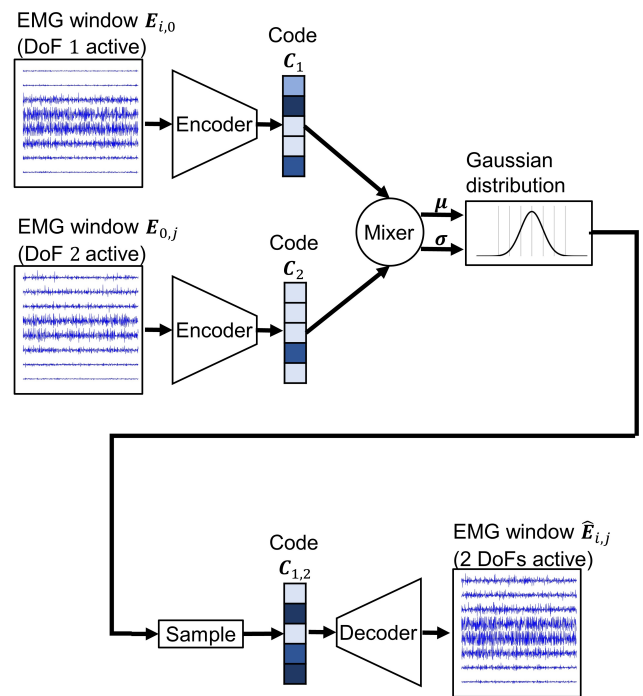 EMG window E_{i,0}
(DoF 1 active)
Code
C_1
Encoder
Gaussian
distribution
μ
σ
Mixer
EMG window E_{0,j}
(DoF 2 active)
Code
C_2
Encoder
EMG window Ê_{i,j}
(2 DoFs active)
Code
C_{1,2}
Sample
Decoder